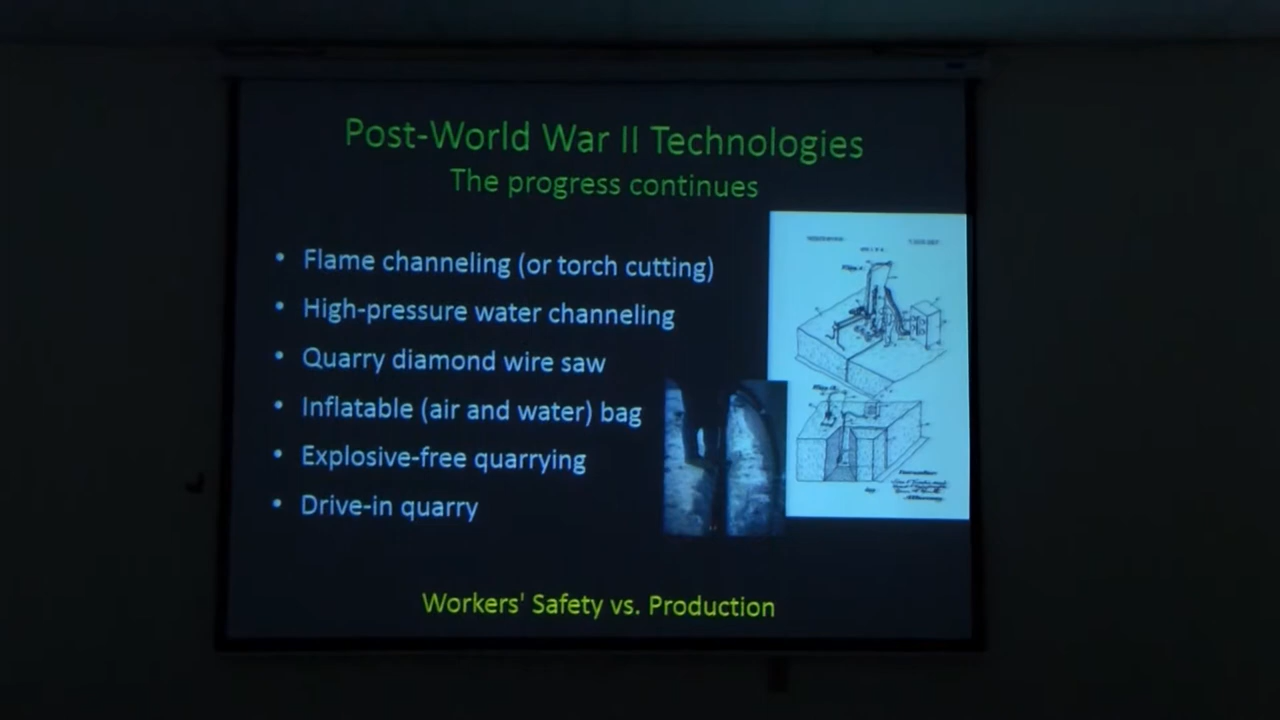 Post-World War II Technologies
The progress continues
• Flame channeling (or torch cutting)
• High-pressure water channeling
• Quarry diamond wire saw
• Inflatable (air and water) bag
• Explosive-free quarrying
• Drive-in quarry
Workers' Safety vs. Production